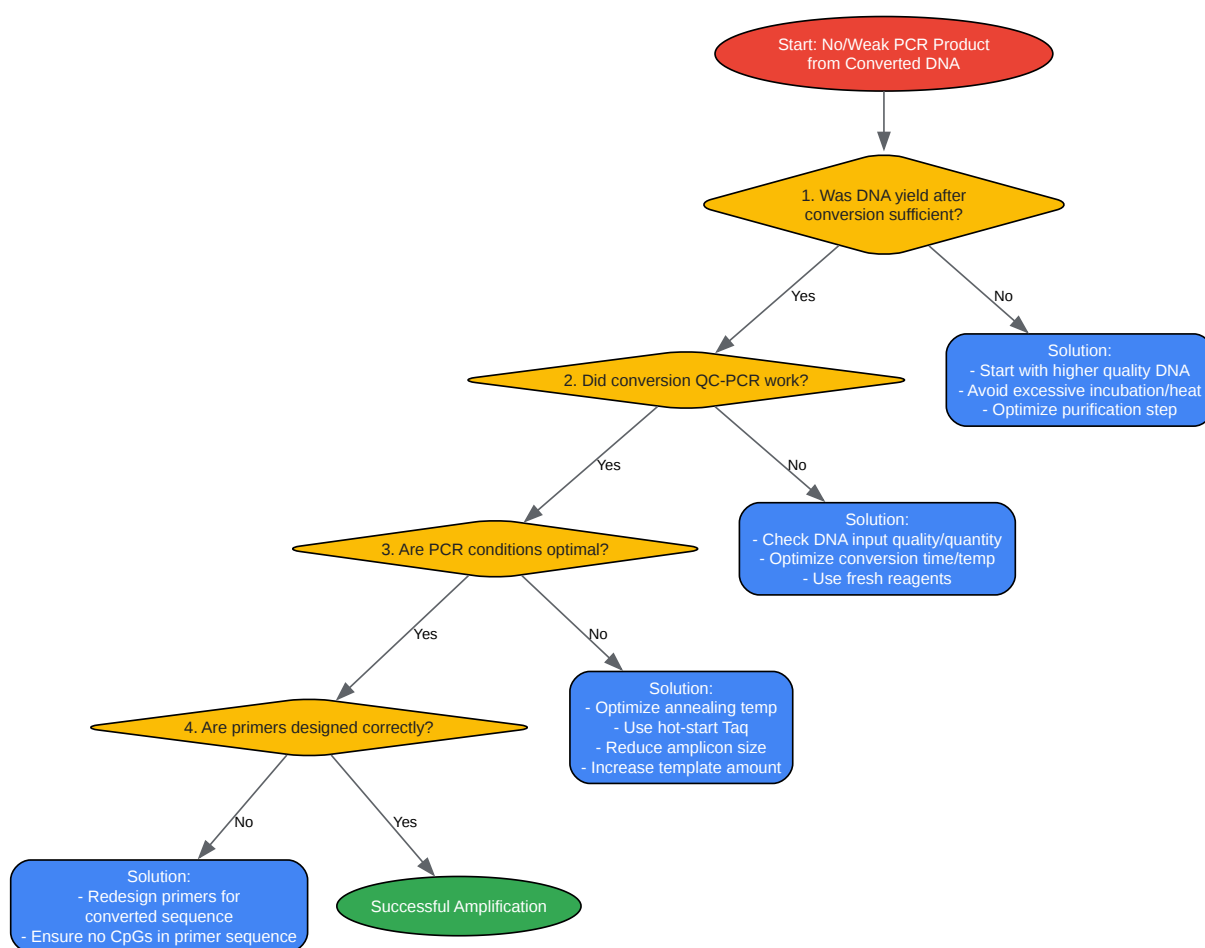 Start: No/Weak PCR Product
from Converted DNA
1. Was DNA yield after
conversion sufficient?
Yes
No
Solution:
- Start with higher quality DNA
- Avoid excessive incubation/heat
- Optimize purification step
2. Did conversion QC-PCR work?
Yes
No
Solution:
- Check DNA input quality/quantity
- Optimize conversion time/temp
- Use fresh reagents
3. Are PCR conditions optimal?
Yes
No
Solution:
- Optimize annealing temp
- Use hot-start Taq
- Reduce amplicon size
- Increase template amount
4. Are primers designed correctly?
No
Yes
Solution:
- Redesign primers for
converted sequence
- Ensure no CpGs in primer sequence
Successful Amplification